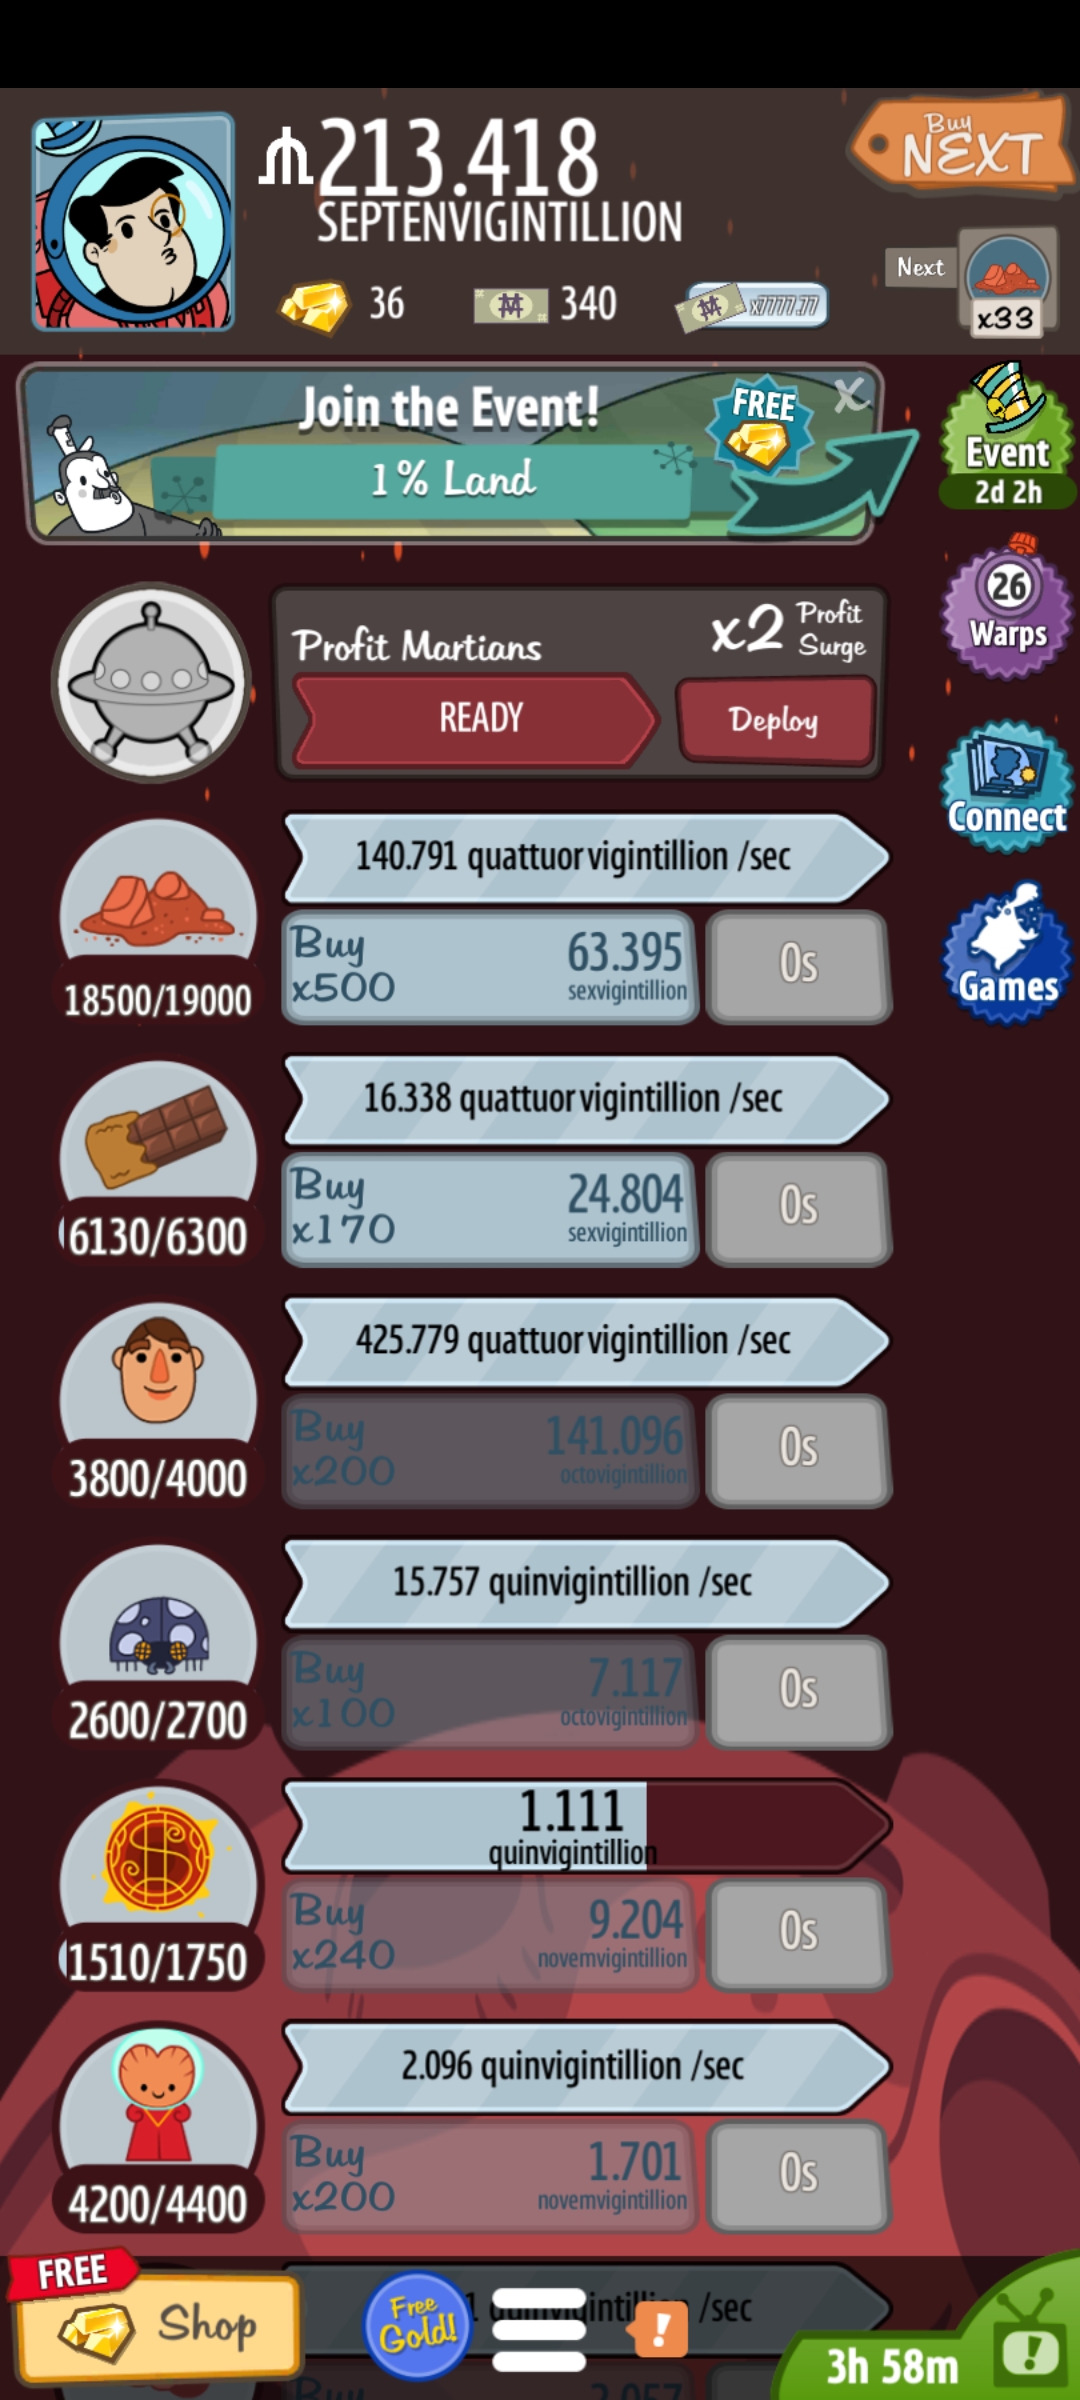 213.418
SEPTENVIGINTILLION
Buy
NEXT
36
340
x7777.77
Next
x33
Join the Event!
1% Land
FREE
X
Event
2d 2h
26
Warps
Connect
Games
Profit Martians
x2 Profit
Surge
READY
Deploy
140.791 quattuorvigintillion /sec
Buy
x500
63.395
sexvigintillion
0s
18500/19000
16.338 quattuorvigintillion /sec
Buy
x170
24.804
sexvigintillion
0s
6130/6300
425.779 quattuorvigintillion /sec
Buy
x200
141.096
octovigintillion
0s
3800/4000
15.757 quinvigintillion /sec
Buy
x100
7.117
octovigintillion
0s
2600/2700
1.111
quinvigintillion
Buy
x240
9.204
novemvigintillion
0s
1510/1750
2.096 quinvigintillion /sec
Buy
x200
1.701
novemvigintillion
0s
4200/4400
FREE
Shop
Free
Gold!
/sec
!
3h 58m
!